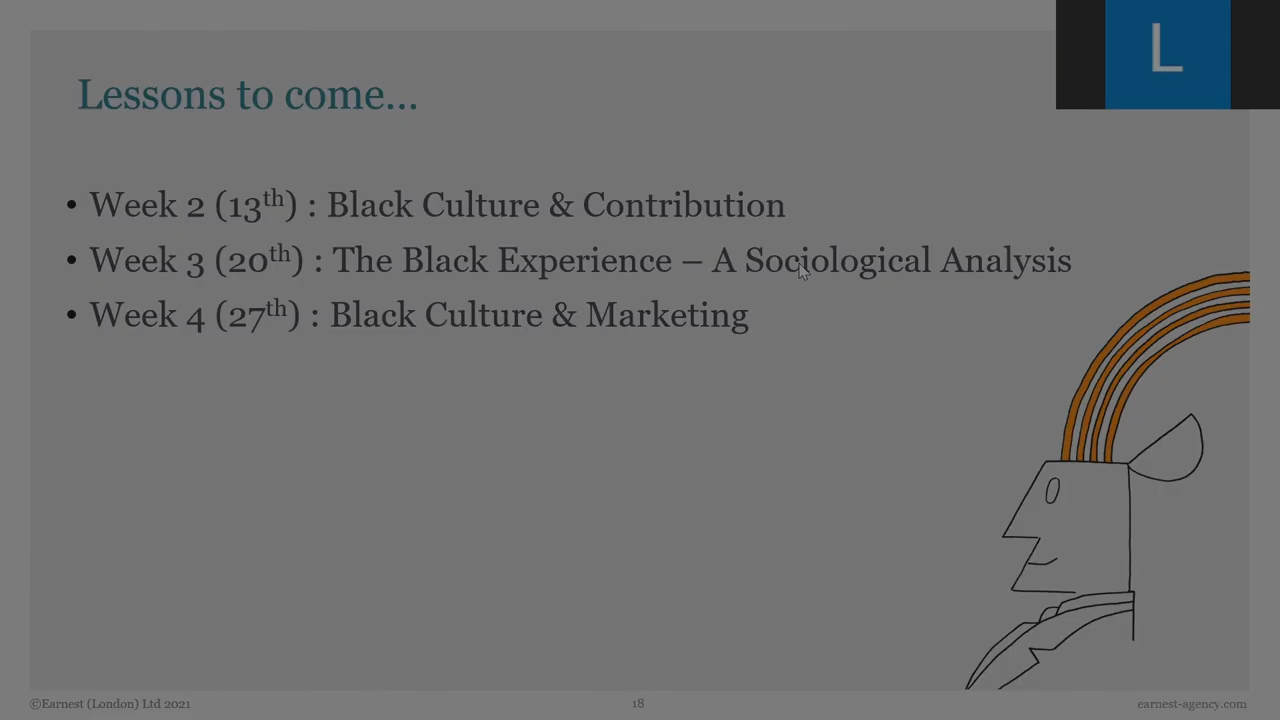 L
Lessons to come...
• Week 2 (13th) : Black Culture & Contribution
• Week 3 (20th) : The Black Experience – A Sociological Analysis
• Week 4 (27th) : Black Culture & Marketing
©Earnest (London) Ltd 2021
18
earnest-agency.com